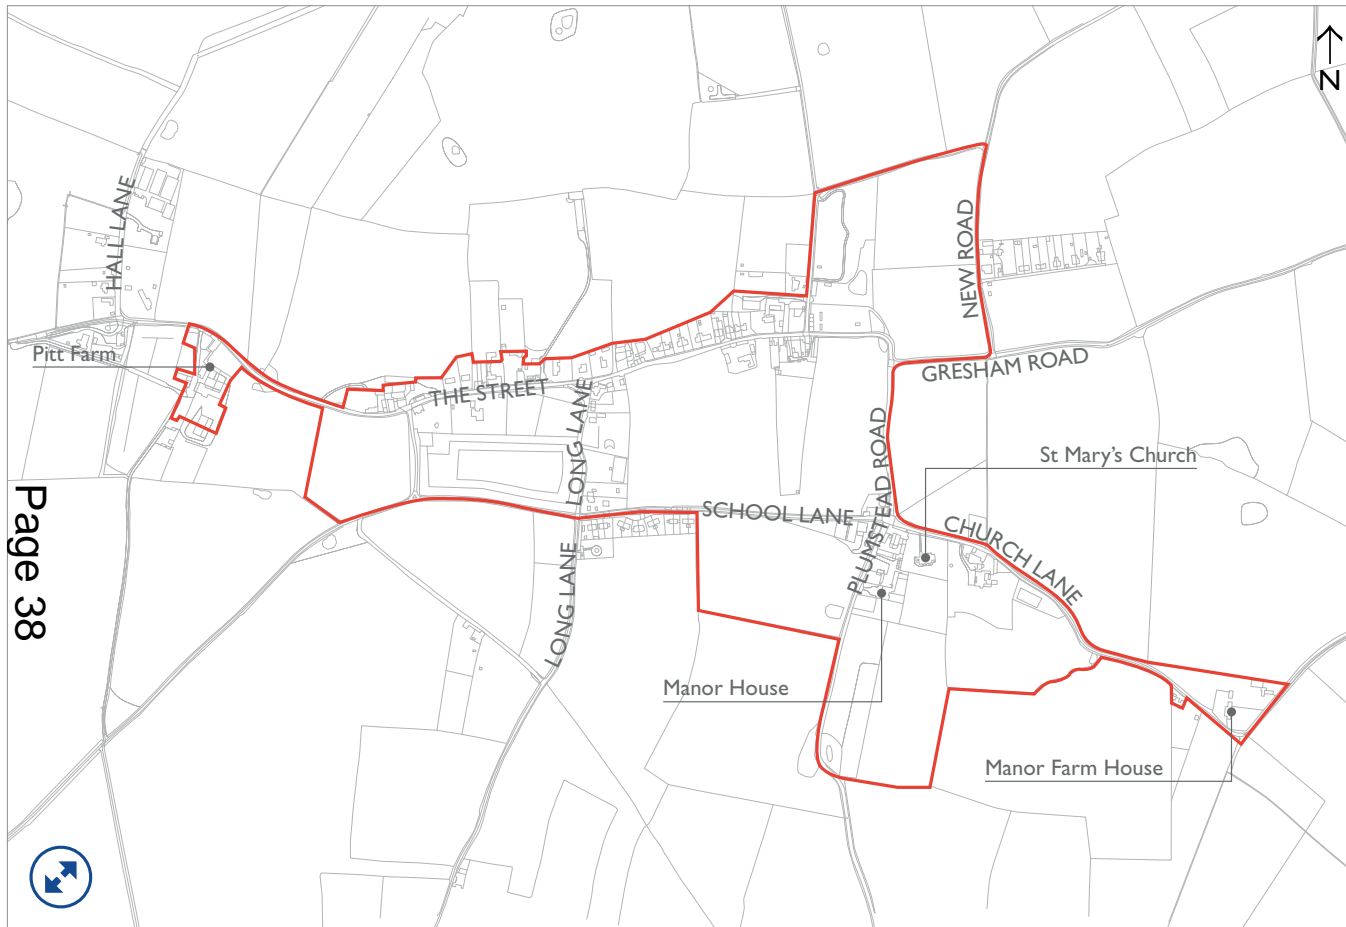 N
HALL LANE
NEW ROAD
Pitt Farm
GRESHAM ROAD
THE STREET
LONG LANE
PLUMSTEAD ROAD
St Mary's Church
SCHOOL LANE
CHURCH LANE
LONG LANE
Manor House
Manor Farm House
Page 38